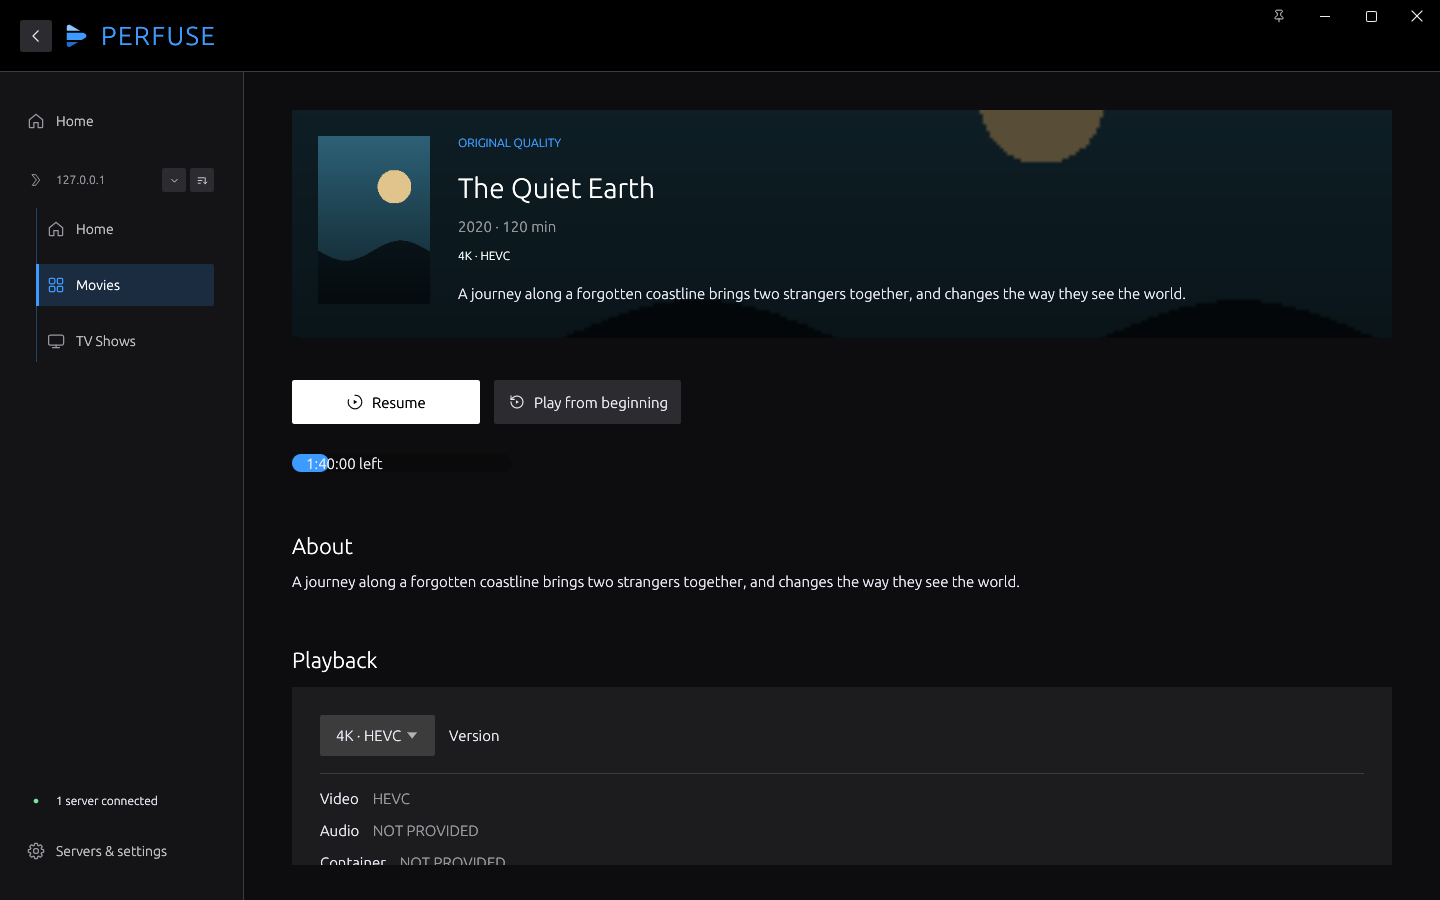 PERFUSE
Home
127.0.0.1
Home
Movies
TV Shows
1 server connected
Servers & settings
ORIGINAL QUALITY
The Quiet Earth
2020 · 120 min
4K · HEVC
A journey along a forgotten coastline brings two strangers together, and changes the way they see the world.
Resume
Play from beginning
1:40:00 left
About
A journey along a forgotten coastline brings two strangers together, and changes the way they see the world.
Playback
4K · HEVC Version
Video HEVC
Audio NOT PROVIDED
Container NOT PROVIDED